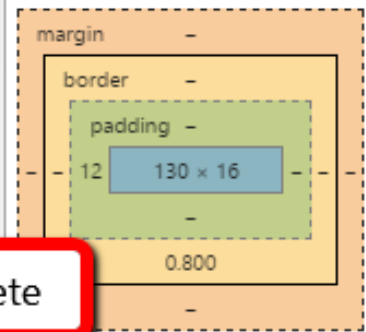 margin –
border –
padding –
– – 12 130 × 16 – – –
–
0.800
ete
–